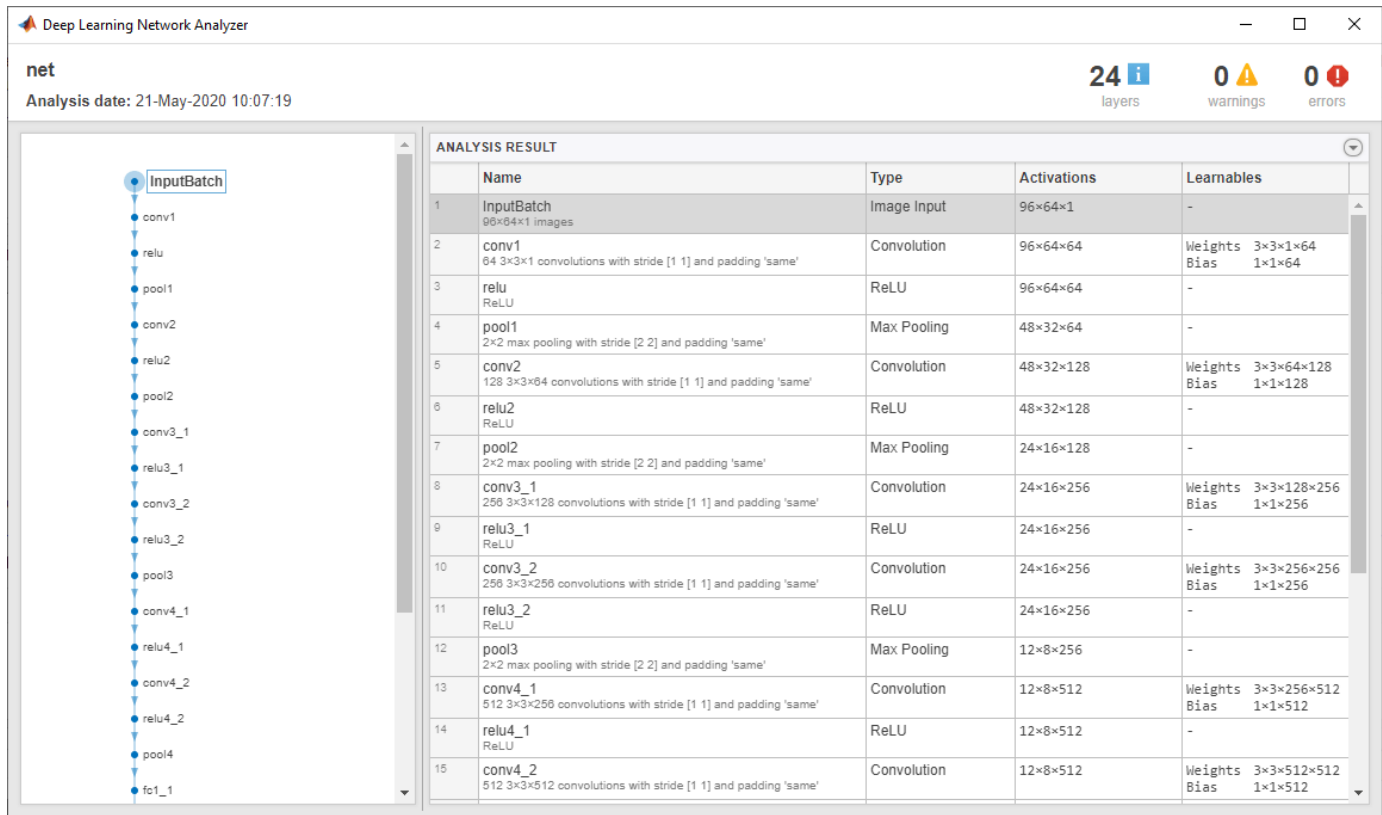 Deep Learning Network Analyzer
net
Analysis date: 21-May-2020 10:07:19
24 i
layers
0
warnings
0
errors
InputBatch
conv1
relu
pool1
conv2
relu2
pool2
conv3_1
relu3_1
conv3_2
relu3_2
pool3
conv4_1
relu4_1
conv4_2
relu4_2
pool4
fc1_1
ANALYSIS RESULT
Name Type Activations Learnables
1 InputBatch Image Input 96×64×1 -
96×64×1 images
2 conv1 Convolution 96×64×64 Weights 3×3×1×64
64 3×3×1 convolutions with stride [1 1] and padding 'same' Bias 1×1×64
3 relu ReLU 96×64×64 -
ReLU
4 pool1 Max Pooling 48×32×64 -
2×2 max pooling with stride [2 2] and padding 'same'
5 conv2 Convolution 48×32×128 Weights 3×3×64×128
128 3×3×64 convolutions with stride [1 1] and padding 'same' Bias 1×1×128
6 relu2 ReLU 48×32×128 -
ReLU
7 pool2 Max Pooling 24×16×128 -
2×2 max pooling with stride [2 2] and padding 'same'
8 conv3_1 Convolution 24×16×256 Weights 3×3×128×256
256 3×3×128 convolutions with stride [1 1] and padding 'same' Bias 1×1×256
9 relu3_1 ReLU 24×16×256 -
ReLU
10 conv3_2 Convolution 24×16×256 Weights 3×3×256×256
256 3×3×256 convolutions with stride [1 1] and padding 'same' Bias 1×1×256
11 relu3_2 ReLU 24×16×256 -
ReLU
12 pool3 Max Pooling 12×8×256 -
2×2 max pooling with stride [2 2] and padding 'same'
13 conv4_1 Convolution 12×8×512 Weights 3×3×256×512
512 3×3×256 convolutions with stride [1 1] and padding 'same' Bias 1×1×512
14 relu4_1 ReLU 12×8×512 -
ReLU
15 conv4_2 Convolution 12×8×512 Weights 3×3×512×512
512 3×3×512 convolutions with stride [1 1] and padding 'same' Bias 1×1×512